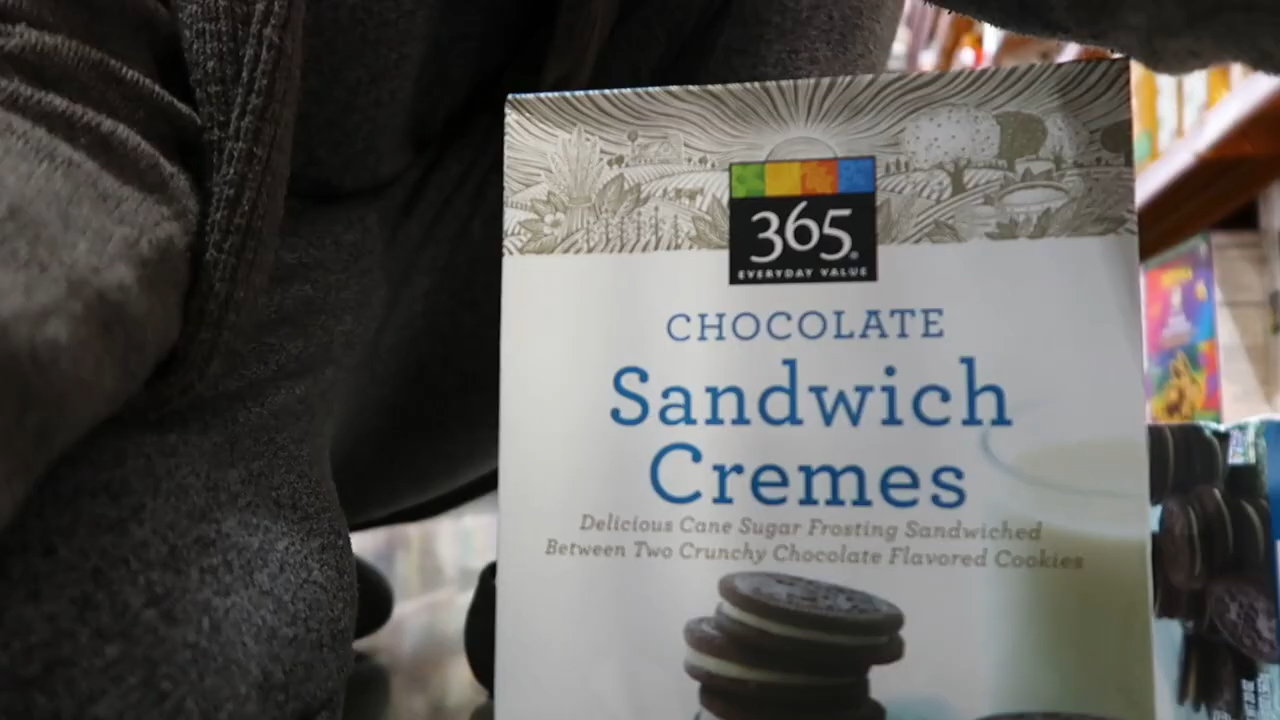 365
EVERYDAY VALUE
CHOCOLATE
Sandwich
Cremes
Delicious Cane Sugar Frosting Sandwiched
Between Two Crunchy Chocolate Flavored Cookies